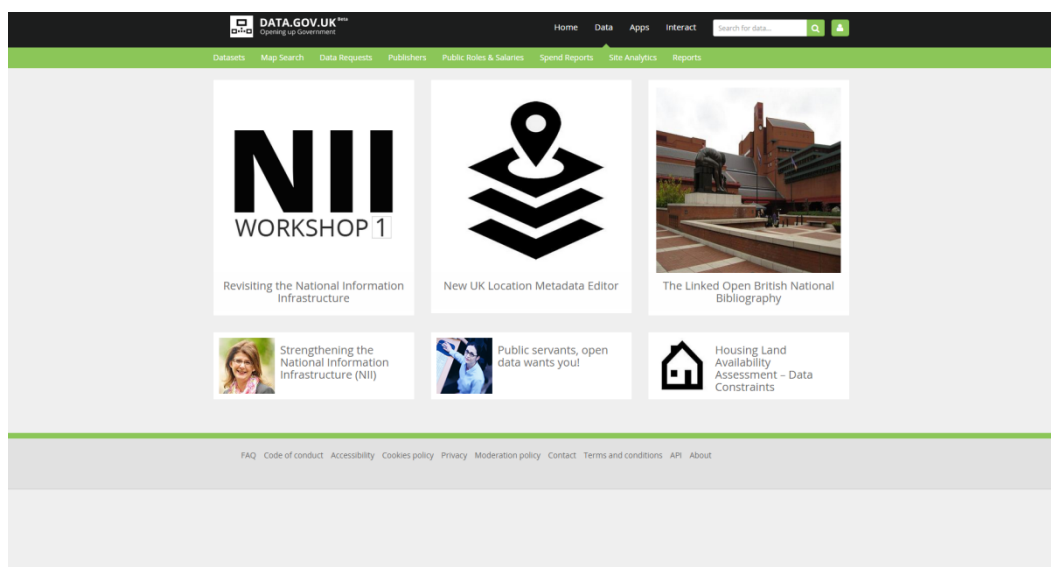 DATA.GOV.UK Beta
Opening up Government
Home Data Apps Interact Search for data...
Datasets Map Search Data Requests Publishers Public Roles & Salaries Spend Reports Site Analytics Reports
NII
WORKSHOP 1
Revisiting the National Information
Infrastructure
New UK Location Metadata Editor
The Linked Open British National
Bibliography
Strengthening the
National Information
Infrastructure (NII)
Public servants, open
data wants you!
Housing Land
Availability
Assessment – Data
Constraints
FAQ Code of conduct Accessibility Cookies policy Privacy Moderation policy Contact Terms and conditions API About